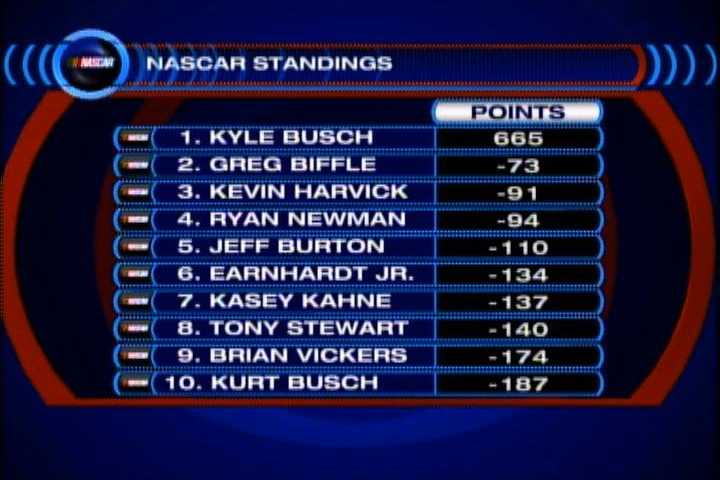 NASCAR
NASCAR STANDINGS
POINTS
1. KYLE BUSCH 665
2. GREG BIFFLE -73
3. KEVIN HARVICK -91
4. RYAN NEWMAN -94
5. JEFF BURTON -110
6. EARNHARDT JR. -134
7. KASEY KAHNE -137
8. TONY STEWART -140
9. BRIAN VICKERS -174
10. KURT BUSCH -187